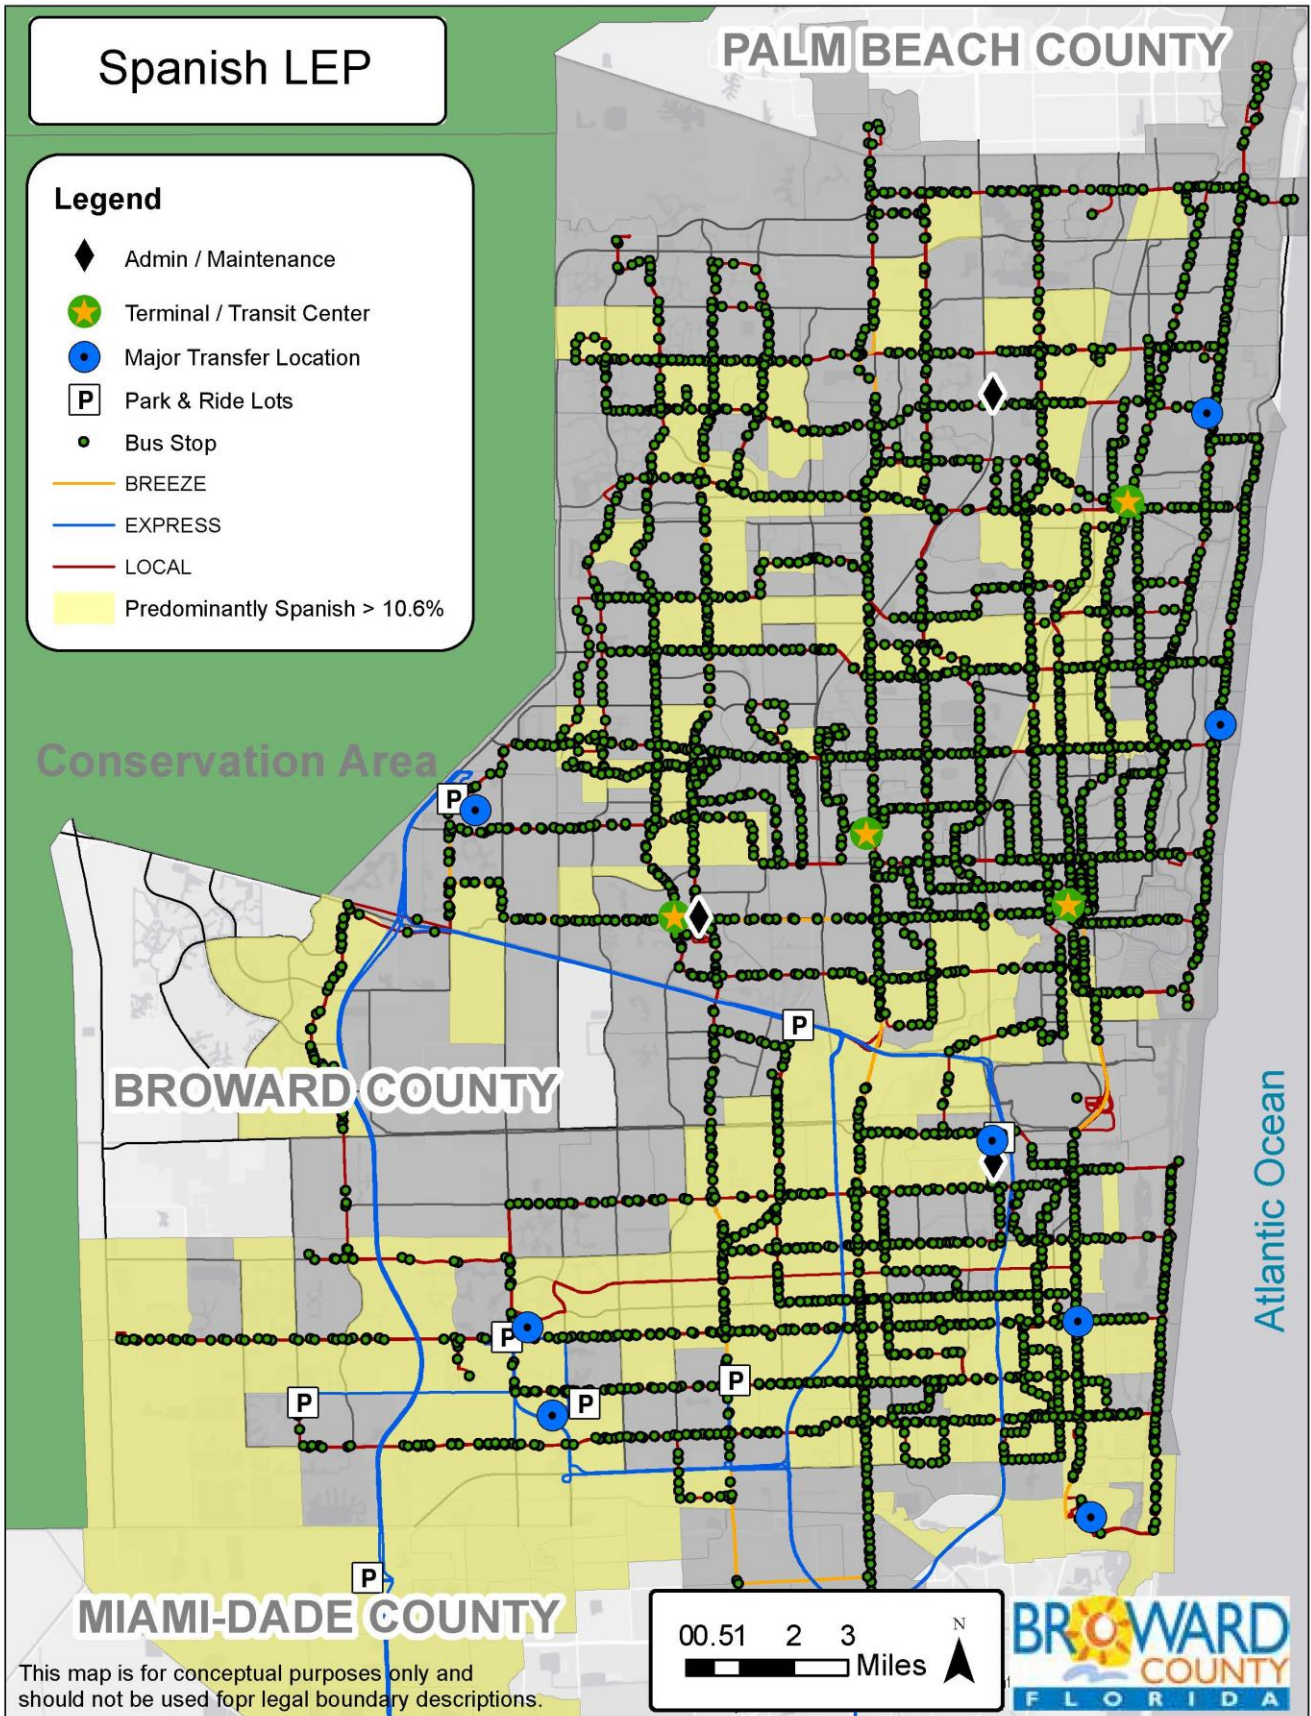 Spanish LEP
PALM BEACH COUNTY
Legend
Admin / Maintenance
Terminal / Transit Center
Major Transfer Location
P Park & Ride Lots
Bus Stop
BREEZE
EXPRESS
LOCAL
Predominantly Spanish > 10.6%
Conservation Area
P
P
BROWARD COUNTY
Atlantic Ocean
P
P
P
P
P
MIAMI-DADE COUNTY
This map is for conceptual purposes only and
should not be used fopr legal boundary descriptions.
00.51 2 3
Miles
N
BROWARD
COUNTY
FLORIDA